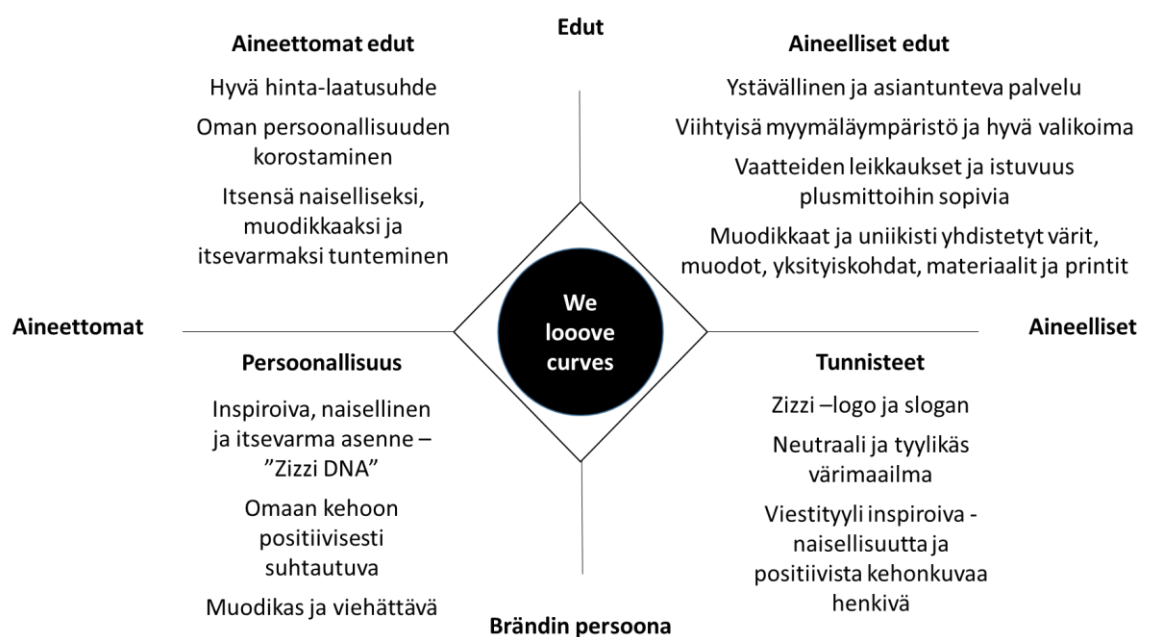 Edut
Aineettomat edut
Hyvä hinta-laatusuhde
Oman persoonallisuuden
korostaminen
Itsensä naiselliseksi,
muodikkaaksi ja
itsevarmaksi tunteminen
Aineelliset edut
Ystävällinen ja asiantunteva palvelu
Viihtyisä myymäläympäristö ja hyvä valikoima
Vaatteiden leikkaukset ja istuvuus
plusmittoihin sopivia
Muodikkaat ja uniikisti yhdistetyt värit,
muodot, yksityiskohdat, materiaalit ja printit
Aineettomat
We
looove
curves
Aineelliset
Persoonallisuus
Inspiroiva, naisellinen
ja itsevarma asenne –
”Zizzi DNA”
Omaan kehoon
positiivisesti
suhtautuva
Muodikas ja viehättävä
Tunnisteet
Zizzi –logo ja slogan
Neutraali ja tyylikäs
värimaailma
Viestityyli inspiroiva -
naisellisuutta ja
positiivista kehonkuvaa
henkivä
Brändin persoona